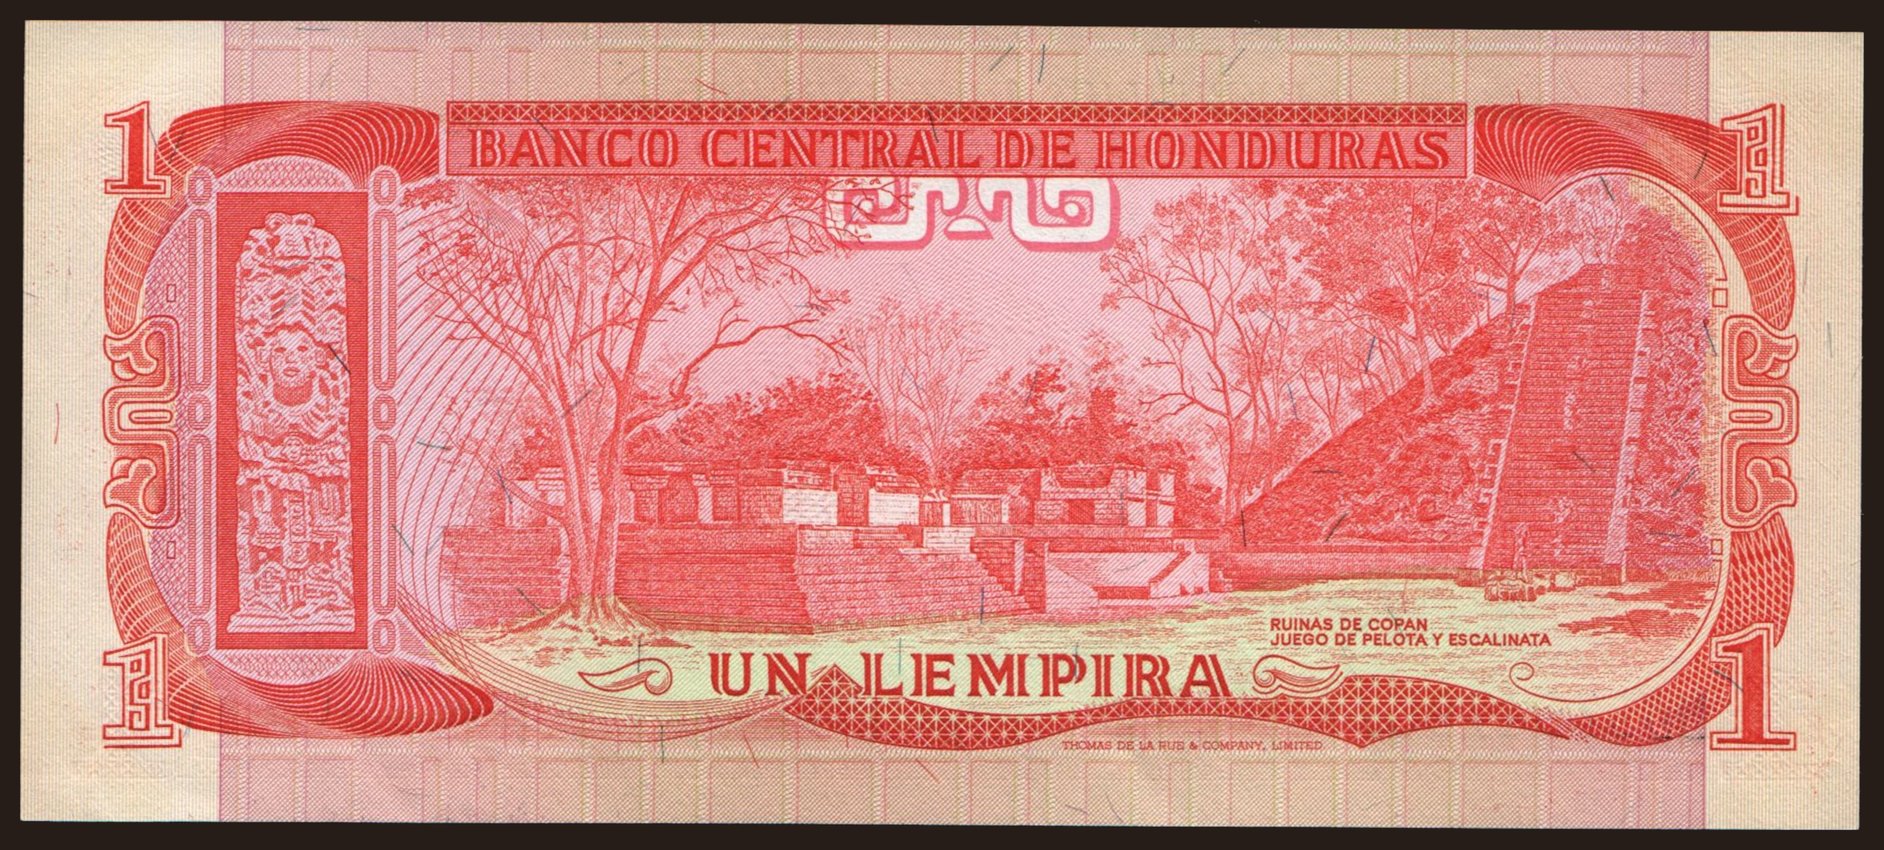 1
1
BANCO CENTRAL DE HONDURAS
RUINAS DE COPAN
JUEGO DE PELOTA Y ESCALINATA
UN LEMPIRA
THOMAS DE LA RUE & COMPANY, LIMITED.
1
1